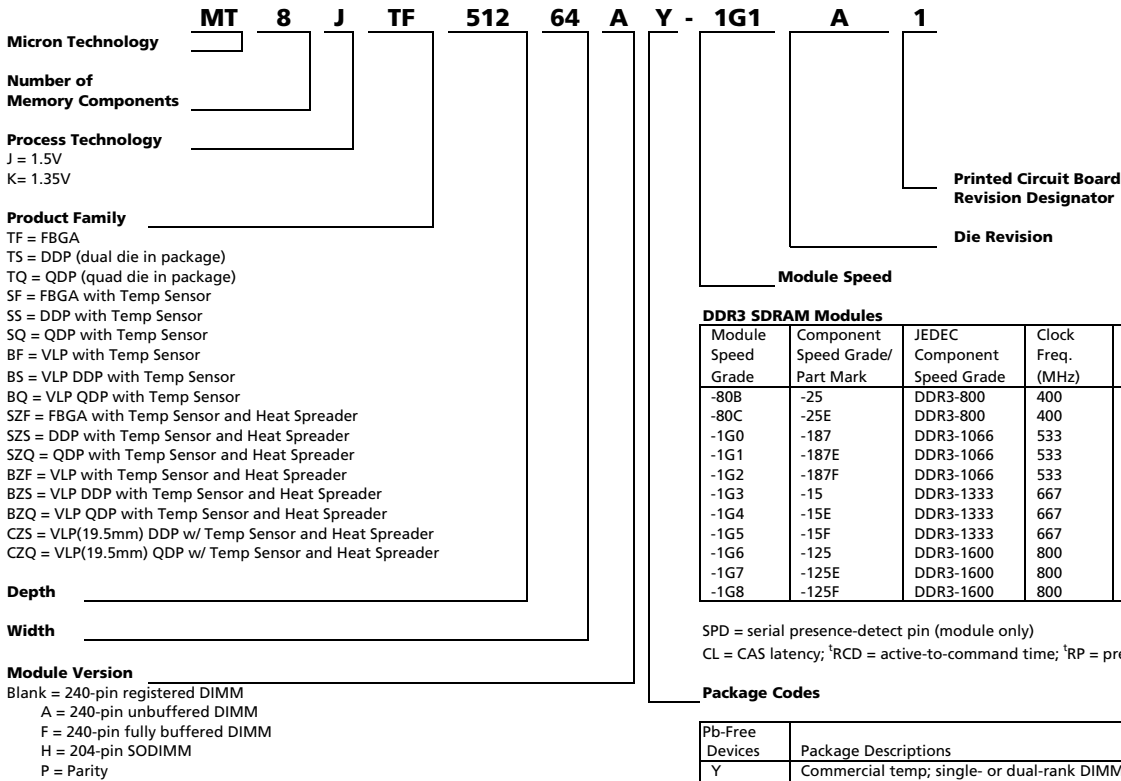 MT 8 J TF 512 64 A Y - 1G1 A 1
Micron Technology
Number of
Memory Components
Process Technology
J = 1.5V
K= 1.35V
Product Family
TF = FBGA
TS = DDP (dual die in package)
TQ = QDP (quad die in package)
SF = FBGA with Temp Sensor
SS = DDP with Temp Sensor
SQ = QDP with Temp Sensor
BF = VLP with Temp Sensor
BS = VLP DDP with Temp Sensor
BQ = VLP QDP with Temp Sensor
SZF = FBGA with Temp Sensor and Heat Spreader
SZS = DDP with Temp Sensor and Heat Spreader
SZQ = QDP with Temp Sensor and Heat Spreader
BZF = VLP with Temp Sensor and Heat Spreader
BZS = VLP DDP with Temp Sensor and Heat Spreader
BZQ = VLP QDP with Temp Sensor and Heat Spreader
CZS = VLP(19.5mm) DDP w/ Temp Sensor and Heat Spreader
CZQ = VLP(19.5mm) QDP w/ Temp Sensor and Heat Spreader
Depth
Width
Module Version
Blank = 240-pin registered DIMM
A = 240-pin unbuffered DIMM
F = 240-pin fully buffered DIMM
H = 204-pin SODIMM
P = Parity
Printed Circuit Board
Revision Designator
Die Revision
Module Speed
DDR3 SDRAM Modules
Module Component JEDEC Clock
Speed Speed Grade/ Component Freq.
Grade Part Mark Speed Grade (MHz)
-80B -25 DDR3-800 400
-80C -25E DDR3-800 400
-1G0 -187 DDR3-1066 533
-1G1 -187E DDR3-1066 533
-1G2 -187F DDR3-1066 533
-1G3 -15 DDR3-1333 667
-1G4 -15E DDR3-1333 667
-1G5 -15F DDR3-1333 667
-1G6 -125 DDR3-1600 800
-1G7 -125E DDR3-1600 800
-1G8 -125F DDR3-1600 800
SPD = serial presence-detect pin (module only)
CL = CAS latency; tRCD = active-to-command time; tRP = pre
Package Codes
Pb-Free
Devices Package Descriptions
Y Commercial temp; single- or dual-rank DIMM